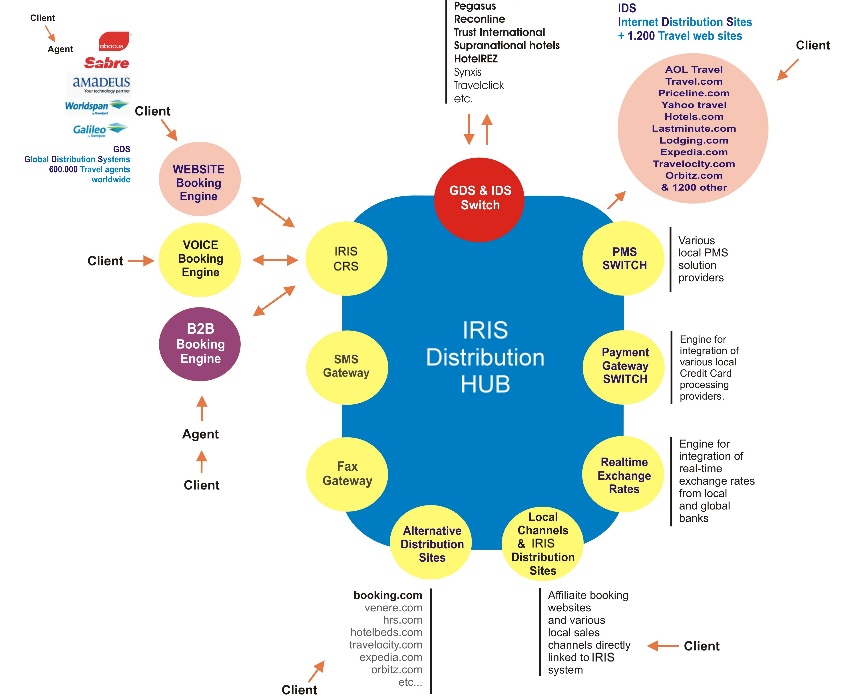 Client
Agent
abacus
Sabre
AMADEUS
Your technology partner
Worldspan
Galileo
GDS
Global Distribution Systems
600.000 Travel agents
worldwide
Client
WEBSITE
Booking
Engine
Client
VOICE
Booking
Engine
B2B
Booking
Engine
Agent
Client
Pegasus
Reconline
Trust International
Supranational hotels
HotelREZ
Synxis
Travelclick
etc.
GDS & IDS
Switch
IDS
Internet Distribution Sites
+ 1.200 Travel web sites
Client
AOL Travel
Travel.com
Priceline.com
Yahoo travel
Hotels.com
Lastminute.com
Lodging.com
Expedia.com
Travelocity.com
Orbitz.com
& 1200 other
IRIS
CRS
SMS
Gateway
Fax
Gateway
IRIS
Distribution
HUB
PMS
SWITCH
Various
local PMS
solution
providers
Payment
Gateway
SWITCH
Engine for
integration of
various local
Credit Card
processing
providers.
Realtime
Exchange
Rates
Engine for
integration of
real-time
exchange rates
from local
and global
banks
Alternative
Distribution
Sites
Local
Channels
& IRIS
Distribution
Sites
booking.com
venere.com
hrs.com
hotelbeds.com
travelocity.com
expedia.com
orbitz.com
etc...
Client
Affiliaite booking
websites
and various
local sales
channels directly
linked to IRIS
system
Client